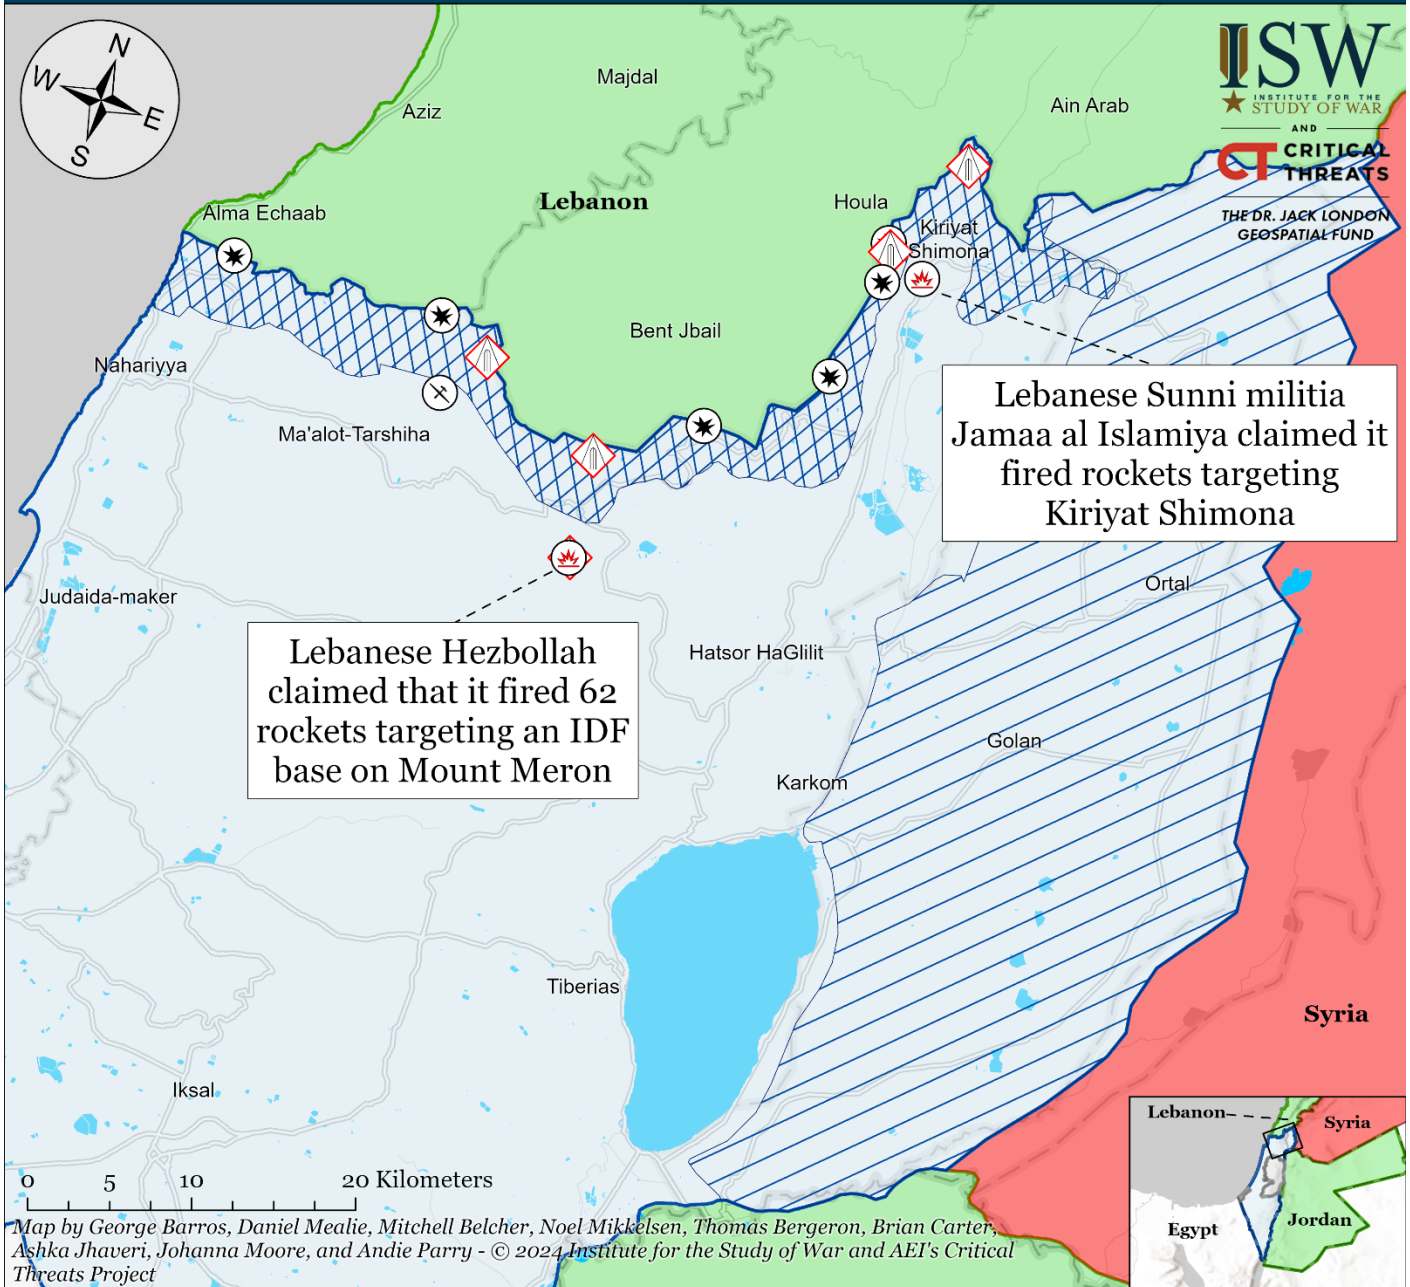 N
W
E
S
ISW
INSTITUTE FOR THE
STUDY OF WAR
AND
CT CRITICAL
THREATS
THE DR. JACK LONDON
GEOSPATIAL FUND
Majdal
Aziz
Ain Arab
Lebanon
Houla
Alma Echaab
Kiriyat
Shimona
Bent Jbail
Nahariyya
Ma'alot-Tarshiha
Lebanese Sunni militia
Jamaa al Islamiya claimed it
fired rockets targeting
Kiriyat Shimona
Judaida-maker
Ortal
Lebanese Hezbollah
claimed that it fired 62
rockets targeting an IDF
base on Mount Meron
Hatsor HaGlilit
Golan
Karkom
Tiberias
Syria
Iksal
0 5 10 20 Kilometers
Map by George Barros, Daniel Mealie, Mitchell Belcher, Noel Mikkelsen, Thomas Bergeron, Brian Carter,
Ashka Jhaveri, Johanna Moore, and Andie Parry - © 2024 Institute for the Study of War and AEI's Critical
Threats Project
Lebanon
Syria
Egypt
Jordan